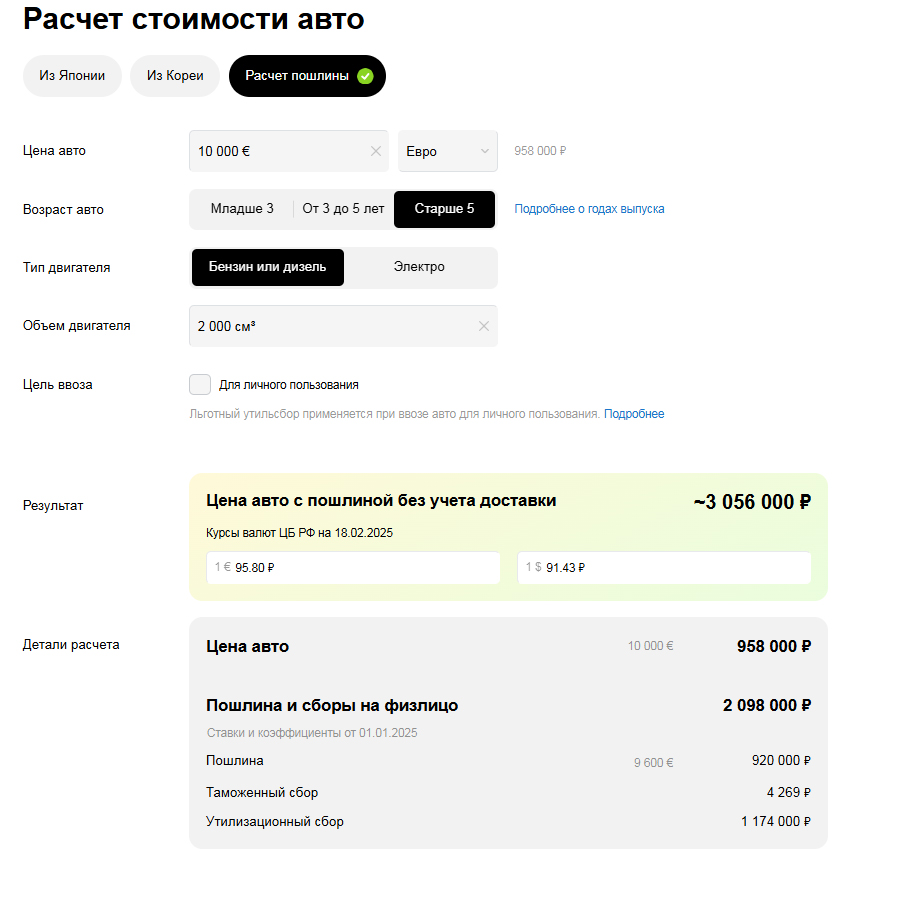 Расчет стоимости авто
Из Японии Из Кореи Расчет пошлины
Цена авто 10 000 € Евро 958 000 ₽
Возраст авто Младше 3 От 3 до 5 лет Старше 5 Подробнее о годах выпуска
Тип двигателя Бензин или дизель Электро
Объем двигателя 2 000 см³
Цель ввоза Для личного пользования
Льготный утильсбор применяется при ввозе авто для личного пользования. Подробнее
Результат Цена авто с пошлиной без учета доставки ~3 056 000 ₽
Курсы валют ЦБ РФ на 18.02.2025
1 € 95.80 ₽ 1 $ 91.43 ₽
Детали расчета Цена авто 10 000 € 958 000 ₽
Пошлина и сборы на физлицо 2 098 000 ₽
Ставки и коэффициенты от 01.01.2025
Пошлина 9 600 € 920 000 ₽
Таможенный сбор 4 269 ₽
Утилизационный сбор 1 174 000 ₽